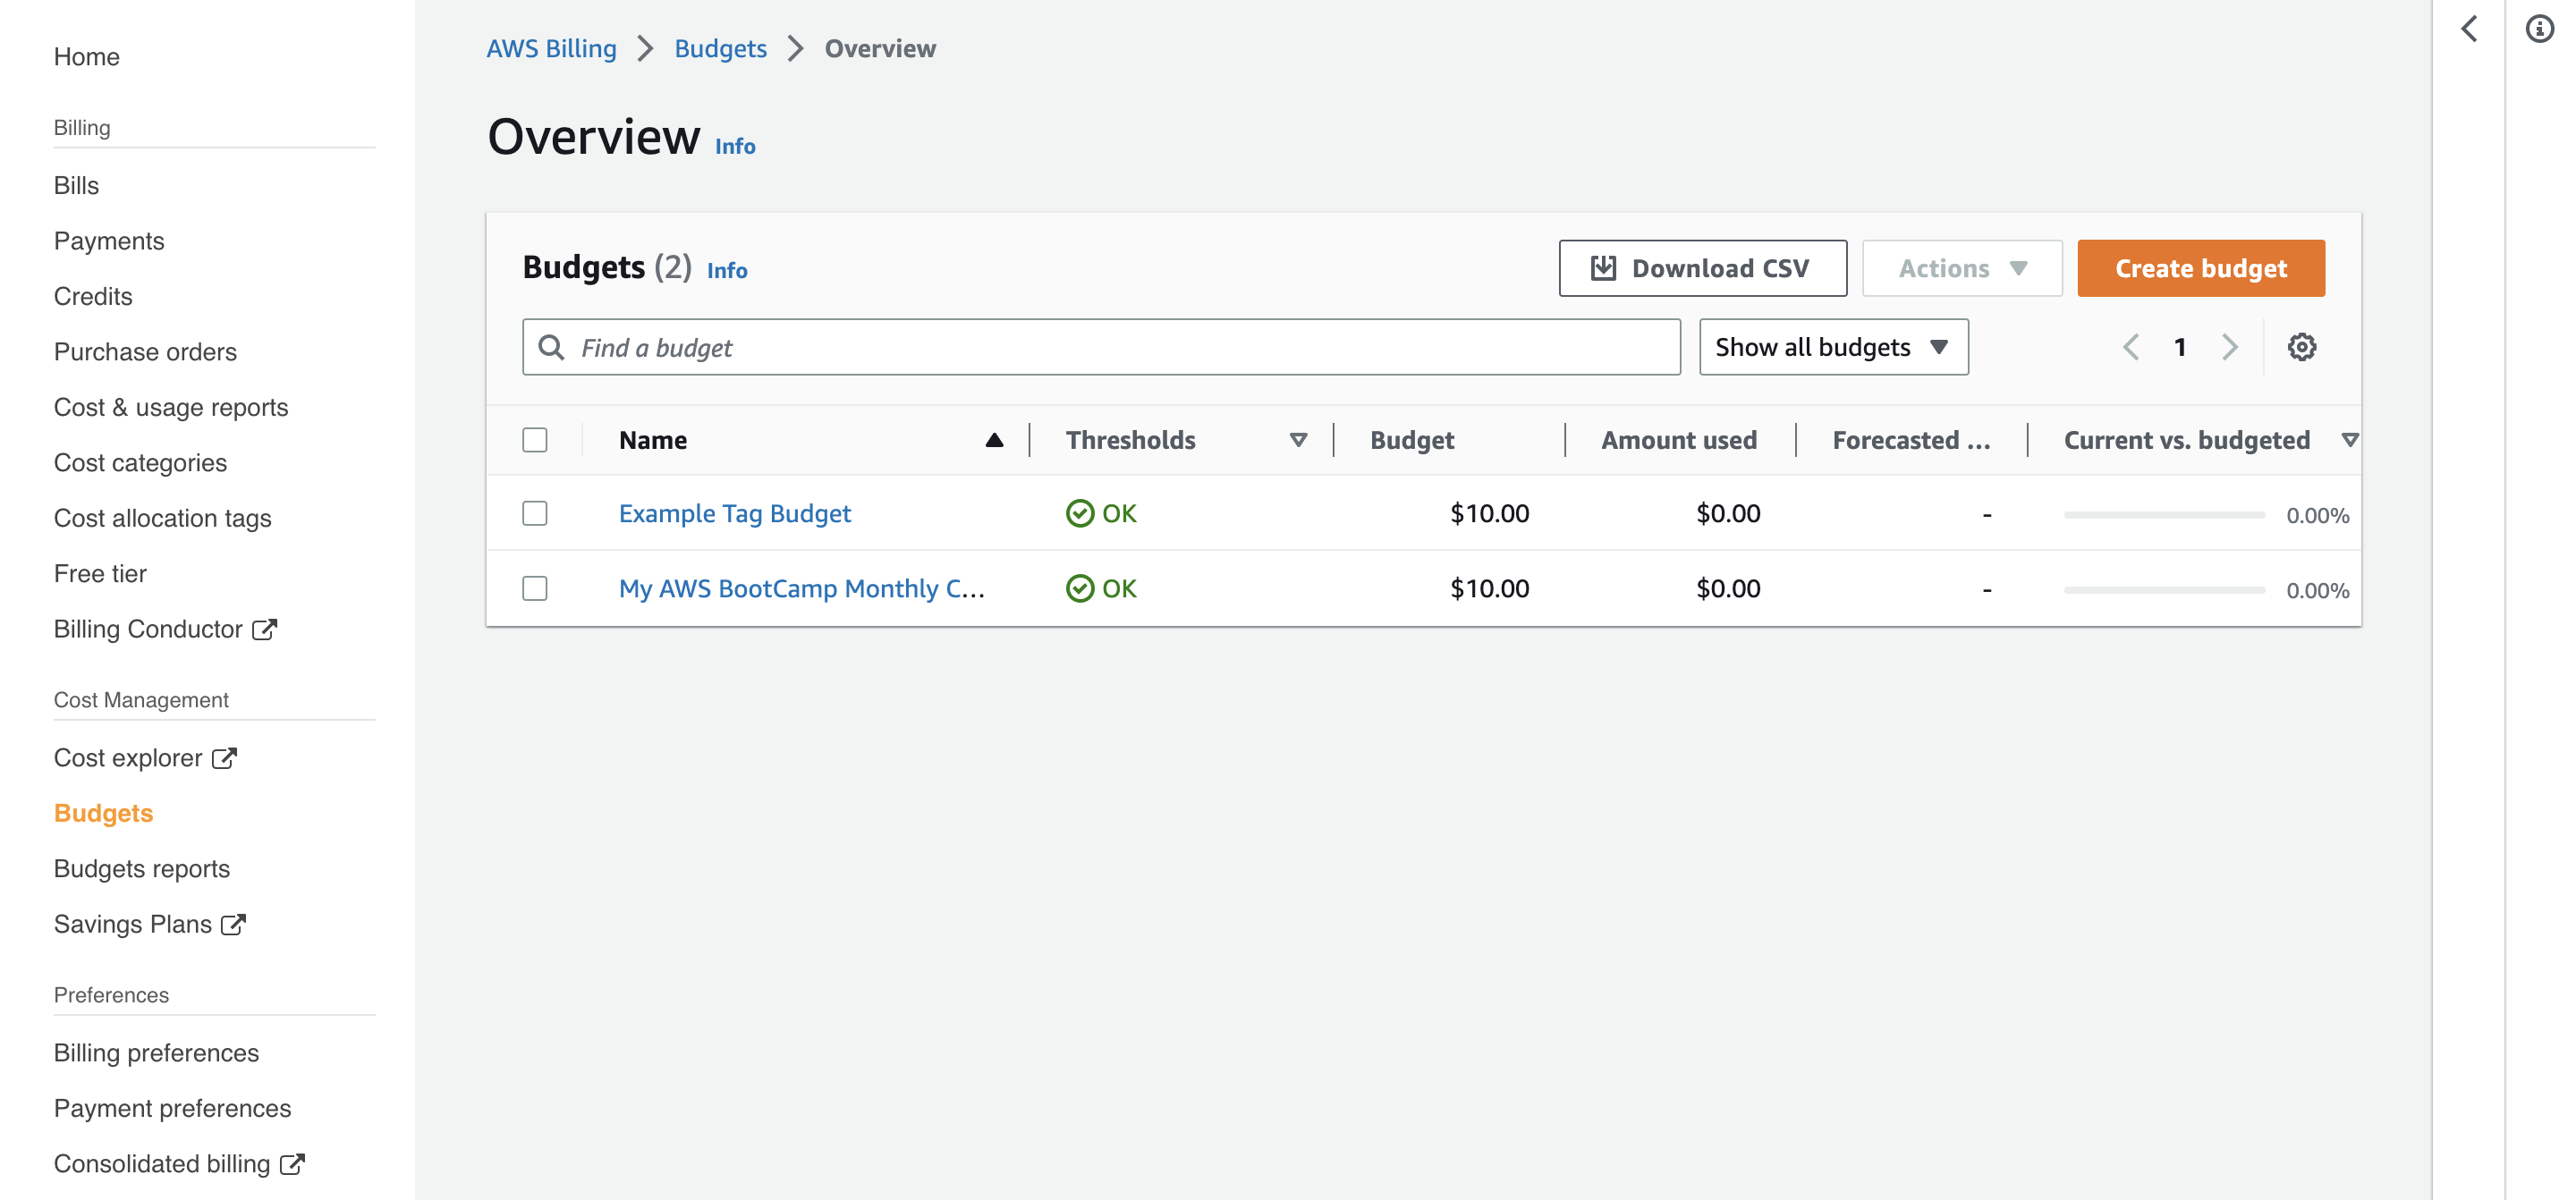 Home
Billing
Bills
Payments
Credits
Purchase orders
Cost & usage reports
Cost categories
Cost allocation tags
Free tier
Billing Conductor
Cost Management
Cost explorer
Budgets
Budgets reports
Savings Plans
Preferences
Billing preferences
Payment preferences
Consolidated billing
AWS Billing > Budgets > Overview
Overview Info
Budgets (2) Info
Download CSV
Actions
Create budget
Find a budget
Show all budgets
1
Name Thresholds Budget Amount used Forecasted ... Current vs. budgeted
Example Tag Budget OK $10.00 $0.00 - 0.00%
My AWS BootCamp Monthly C... OK $10.00 $0.00 - 0.00%